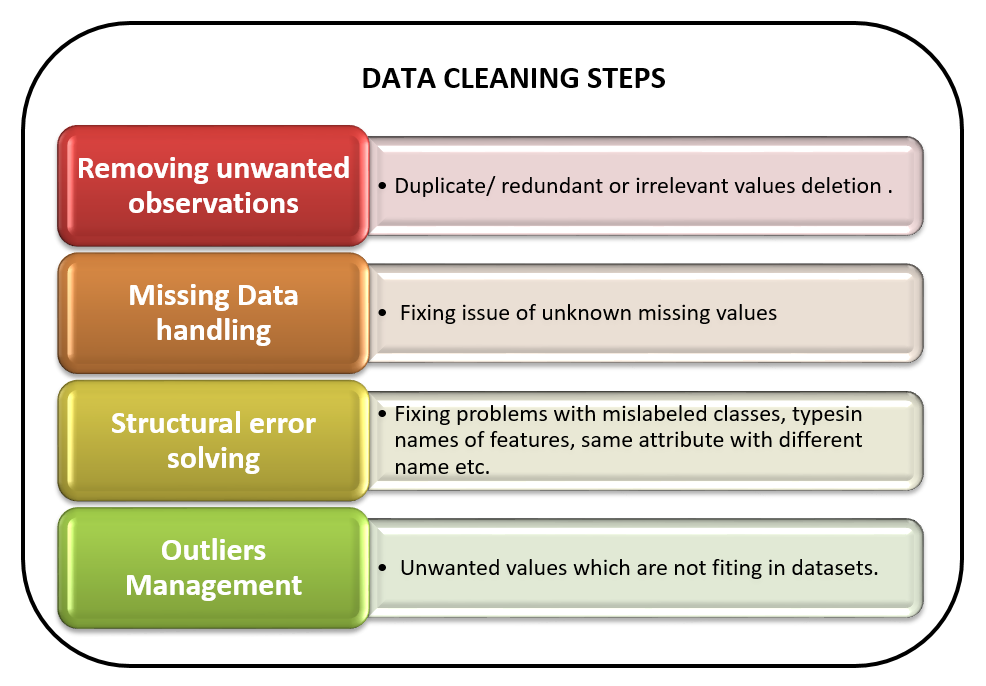 DATA CLEANING STEPS
Removing unwanted
observations
• Duplicate/ redundant or irrelevant values deletion .
Missing Data
handling
• Fixing issue of unknown missing values
Structural error
solving
• Fixing problems with mislabeled classes, typesin
names of features, same attribute with different
name etc.
Outliers
Management
• Unwanted values which are not fiting in datasets.